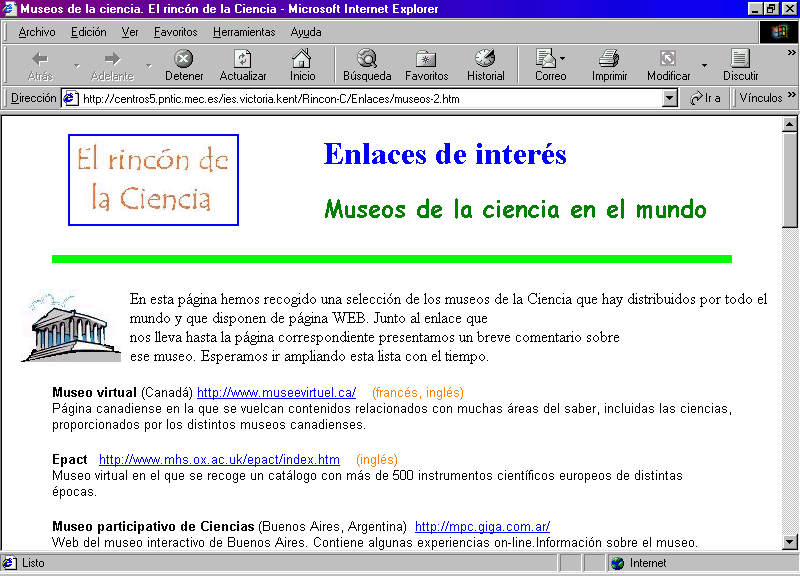 Museos de la ciencia. El rincón de la Ciencia - Microsoft Internet Explorer
Archivo Edición Ver Favoritos Herramientas Ayuda
Atrás Adelante Detener Actualizar Inicio Búsqueda Favoritos Historial Correo Imprimir Modificar Discutir »
Dirección http://centros5.pntic.mec.es/ies.victoria.kent/Rincon-C/Enlaces/museos-2.htm Ir a Vínculos »
El rincón de
la Ciencia
Enlaces de interés
Museos de la ciencia en el mundo
En esta página hemos recogido una selección de los museos de la Ciencia que hay distribuidos por todo el
mundo y que disponen de página WEB. Junto al enlace que
nos lleva hasta la página correspondiente presentamos un breve comentario sobre
ese museo. Esperamos ir ampliando esta lista con el tiempo.
Museo virtual (Canadá) http://www.museevirtuel.ca/ (francés, inglés)
Página canadiense en la que se vuelcan contenidos relacionados con muchas áreas del saber, incluidas las ciencias,
proporcionados por los distintos museos canadienses.
Epact http://www.mhs.ox.ac.uk/epact/index.htm (inglés)
Museo virtual en el que se recoge un catálogo con más de 500 instrumentos científicos europeos de distintas
épocas.
Museo participativo de Ciencias (Buenos Aires, Argentina) http://mpc.giga.com.ar/
Web del museo interactivo de Buenos Aires. Contiene algunas experiencias on-line.Información sobre el museo.
Listo Internet